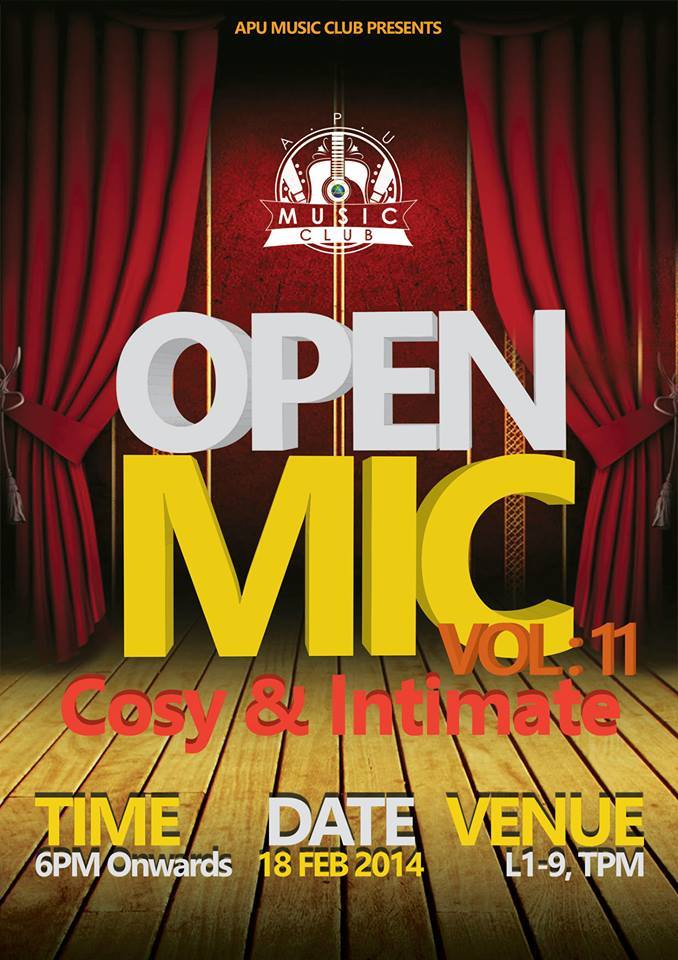 APU MUSIC CLUB PRESENTS
A.P.U
MUSIC
CLUB
OPEN
MIC
VOL: 11
Cosy & Intimate
TIME DATE VENUE
6PM Onwards 18 FEB 2014 L1-9, TPM